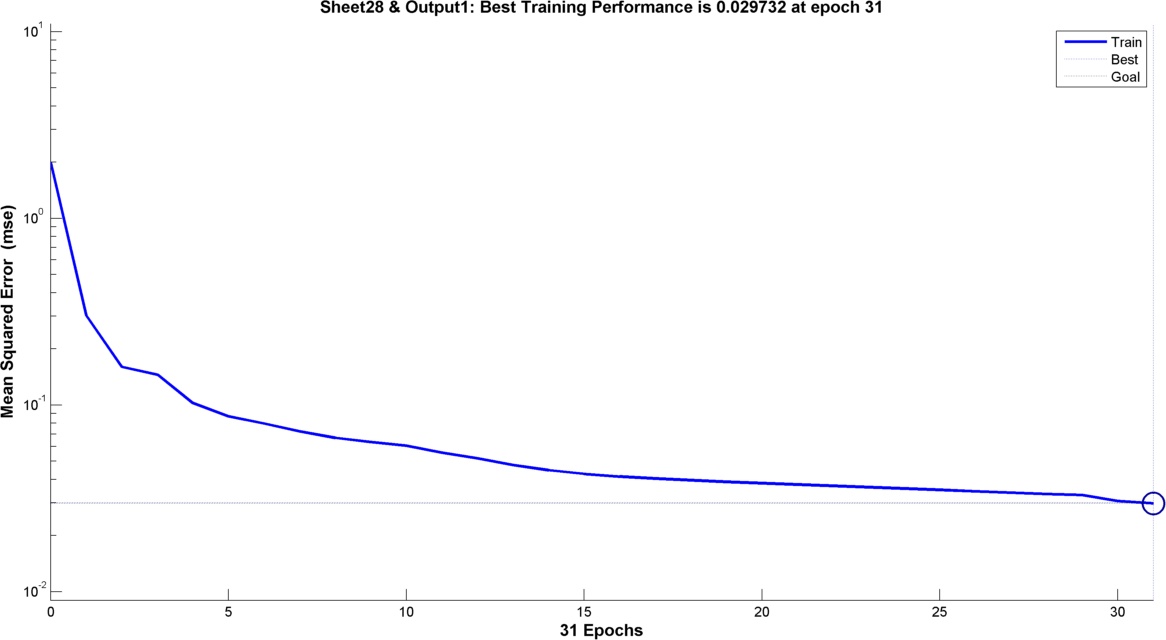 Sheet28 & Output1: Best Training Performance is 0.029732 at epoch 31
Train
Best
Goal
Mean Squared Error (mse)
10^1
10^0
10^-1
10^-2
0 5 10 15 20 25 30
31 Epochs